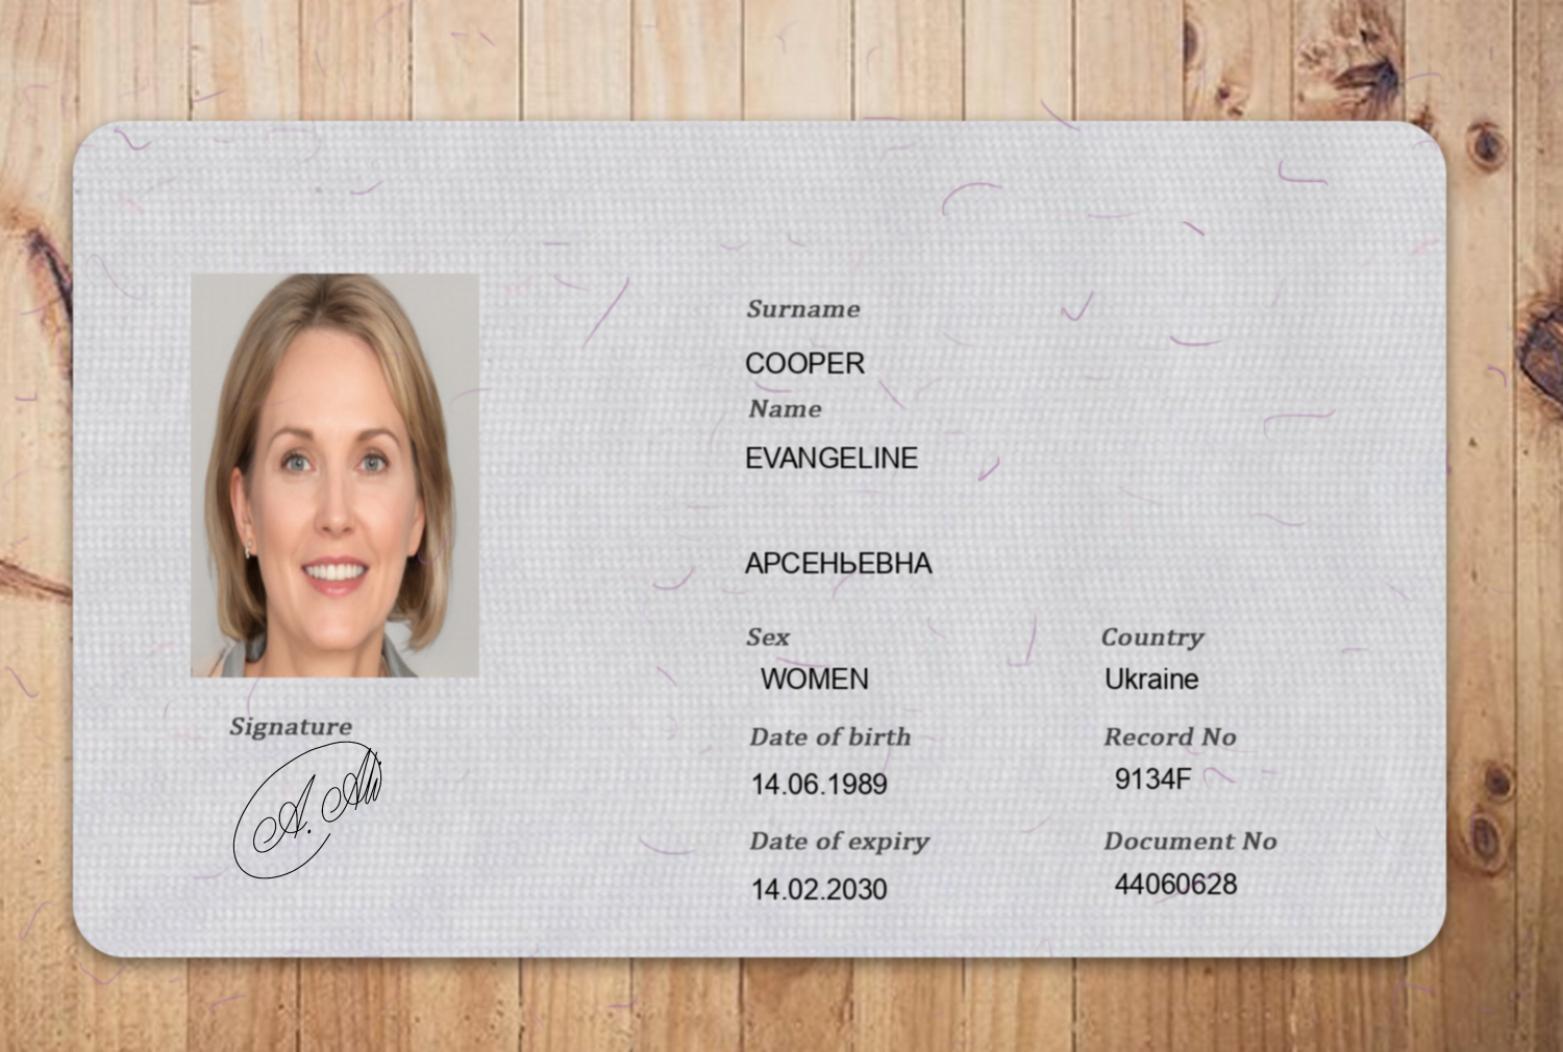 Surname
COOPER
Name
EVANGELINE
АРСЕНЬЕВНА
Sex
WOMEN
Country
Ukraine
Date of birth
14.06.1989
Record No
9134F
Date of expiry
14.02.2030
Document No
44060628
Signature
A. Ali